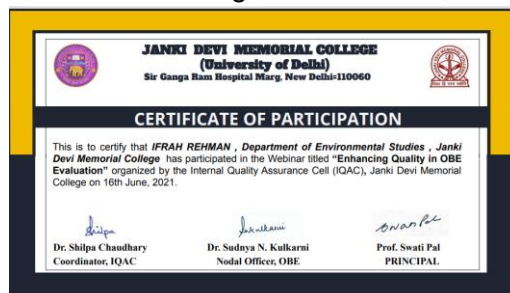 JANKI DEVI MEMORIAL COLLEGE
(University of Delhi)
Sir Ganga Ram Hospital Marg, New Delhi-110060
CERTIFICATE OF PARTICIPATION
This is to certify that IFRAH REHMAN , Department of Environmental Studies , Janki
Devi Memorial College has participated in the Webinar titled “Enhancing Quality in OBE
Evaluation” organized by the Internal Quality Assurance Cell (IQAC), Janki Devi Memorial
College on 16th June, 2021.
Shilpa
Dr. Shilpa Chaudhary
Coordinator, IQAC
Dr. Sudnya N. Kulkarni
Nodal Officer, OBE
Swati Pal
Prof. Swati Pal
PRINCIPAL